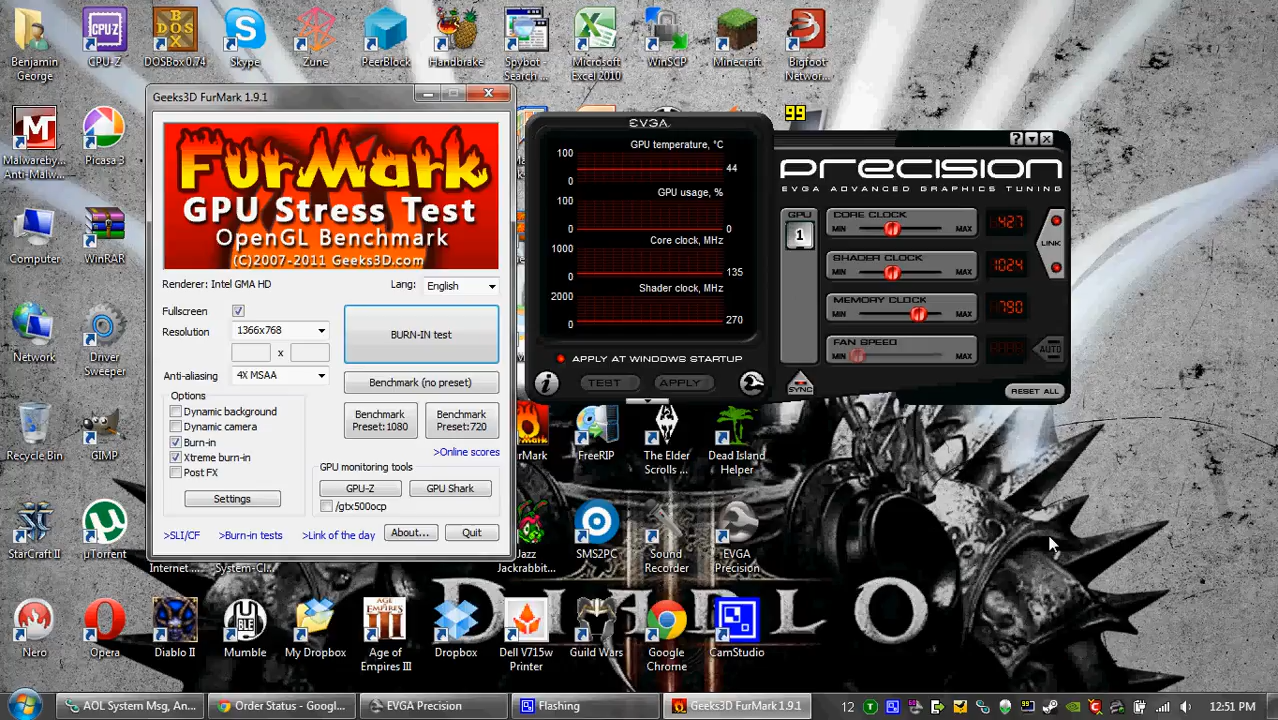 Benjamin
George
CPU-Z
DOSBox 0.74
Skype
Zune
PeerBlock
Handbrake
Spybot -
Search ...
Microsoft
Excel 2010
WinSCP
Minecraft
Bigfoot
Networ...
Malwareby...
Anti-Malw...
Picasa 3
Computer
WinRAR
Network
Driver
Sweeper
Recycle Bin
GIMP
StarCraft II
µTorrent
Internet ...
System-Cl...
Geeks3D FurMark 1.9.1
FurMark
GPU Stress Test
OpenGL Benchmark
(C)2007-2011 Geeks3D.com
Renderer: Intel GMA HD
Lang:
English
Fullscreen
Resolution
1366x768
x
Anti-aliasing
4X MSAA
BURN-IN test
Benchmark (no preset)
Benchmark
Preset:1080
Benchmark
Preset:720
>Online scores
Options
Dynamic background
Dynamic camera
Burn-in
Xtreme burn-in
Post FX
Settings
GPU monitoring tools
GPU-Z
GPU Shark
/gtx500ocp
>SLI/CF
>Burn-in tests
>Link of the day
About...
Quit
EVGA
GPU temperature, °C
100
0
44
GPU usage, %
100
0
0
Core clock, MHz
1000
0
135
Shader clock, MHz
2000
0
270
APPLY AT WINDOWS STARTUP
i
TEST
APPLY
99
?
PRECISION
EVGA ADVANCED GRAPHICS TUNING
GPU
1
CORE CLOCK
MIN
MAX
427
SHADER CLOCK
MIN
MAX
1024
LINK
MEMORY CLOCK
MIN
MAX
790
FAN SPEED
MIN
MAX
AUTO
SYNC
RESET ALL
rMark
FreeRIP
The Elder
Scrolls ...
Dead Island
Helper
Jazz
Jackrabbit...
SMS2PC
Sound
Recorder
EVGA
Precision
DIABLO
Nero
Opera
Diablo II
Mumble
My Dropbox
Age of
Empires III
Dropbox
Dell V715w
Printer
Guild Wars
Google
Chrome
CamStudio
AOL System Msg, An...
Order Status - Googl...
EVGA Precision
Flashing
Geeks3D FurMark 1.9.1
12
12:51 PM